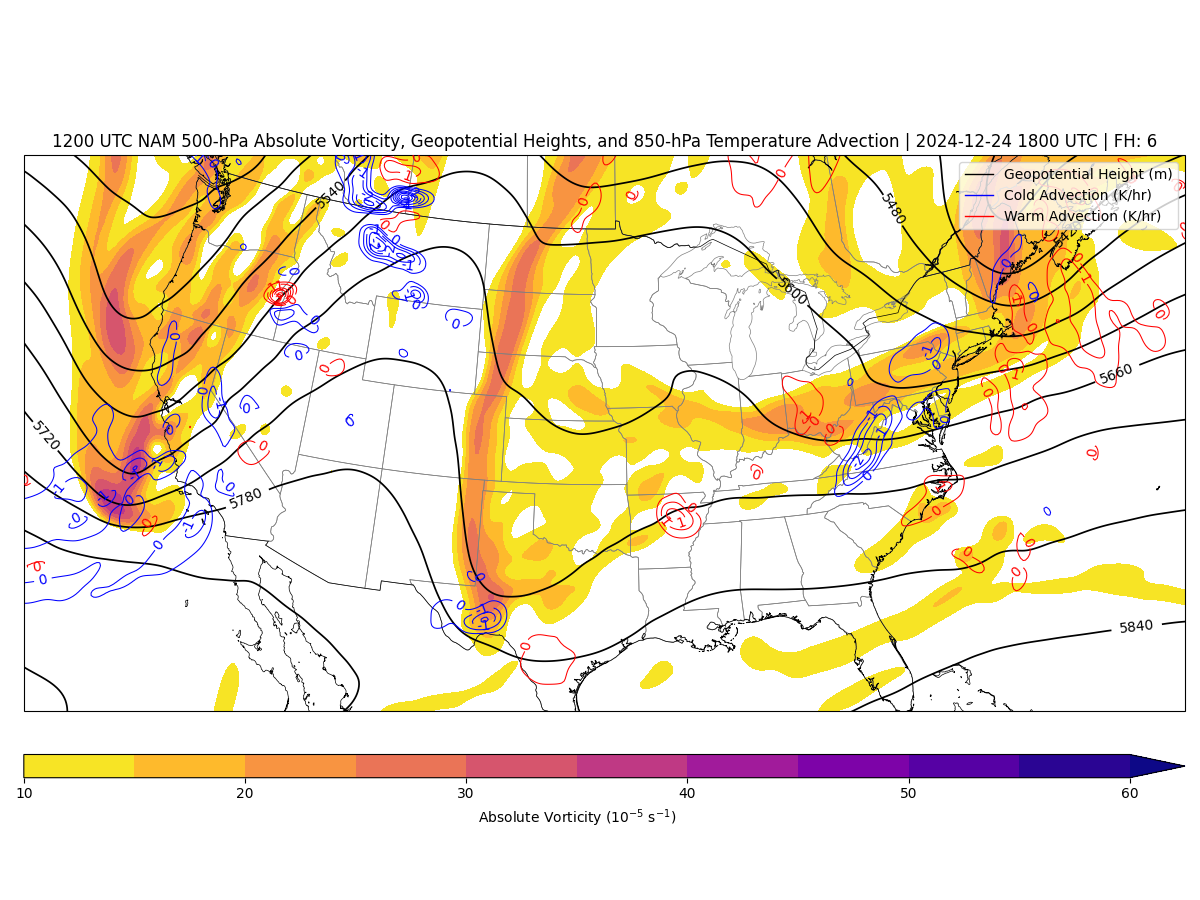 1200 UTC NAM 500-hPa Absolute Vorticity, Geopotential Heights, and 850-hPa Temperature Advection | 2024-12-24 1800 UTC | FH: 6
Geopotential Height (m)
Cold Advection (K/hr)
Warm Advection (K/hr)
5540
5480
5600
5660
5720
5780
5840
10 20 30 40 50 60
Absolute Vorticity (10⁻⁵ s⁻¹)